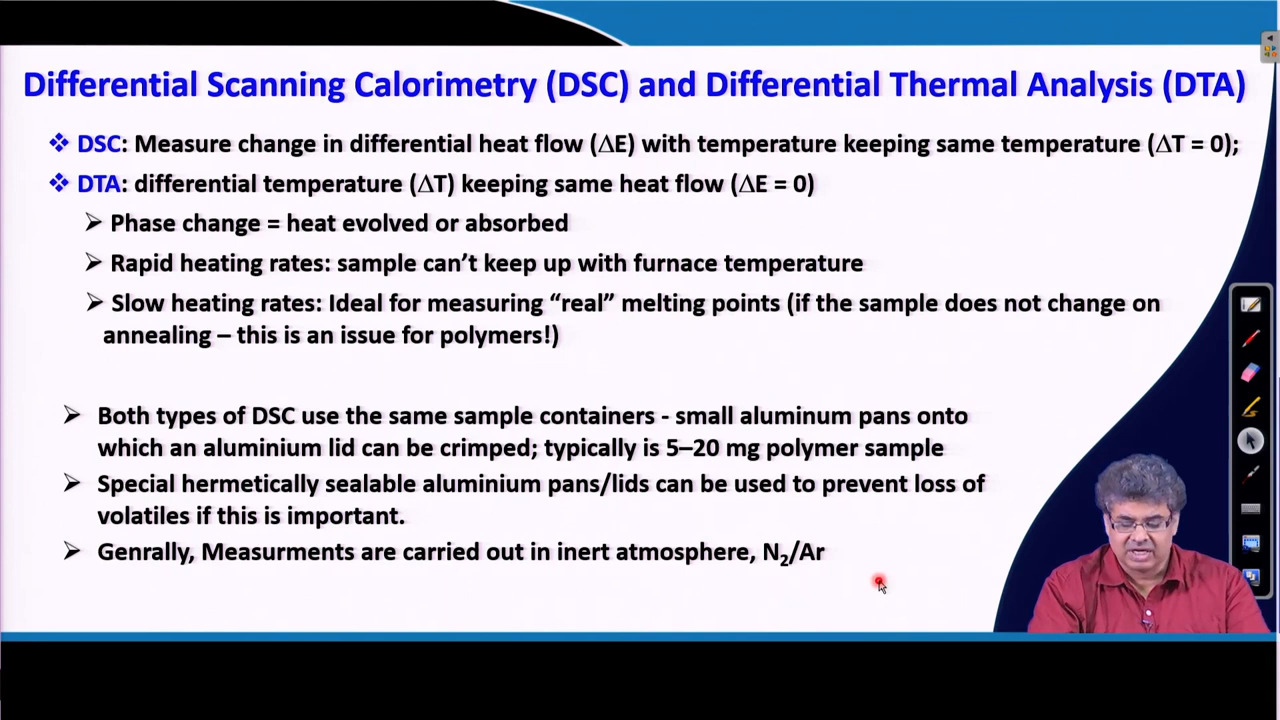 Differential Scanning Calorimetry (DSC) and Differential Thermal Analysis (DTA)
❖ DSC: Measure change in differential heat flow (ΔE) with temperature keeping same temperature (ΔT = 0);
❖ DTA: differential temperature (ΔT) keeping same heat flow (ΔE = 0)
➢ Phase change = heat evolved or absorbed
➢ Rapid heating rates: sample can't keep up with furnace temperature
➢ Slow heating rates: Ideal for measuring “real” melting points (if the sample does not change on
annealing – this is an issue for polymers!)
➢ Both types of DSC use the same sample containers - small aluminum pans onto
which an aluminium lid can be crimped; typically is 5–20 mg polymer sample
➢ Special hermetically sealable aluminium pans/lids can be used to prevent loss of
volatiles if this is important.
➢ Genrally, Measurments are carried out in inert atmosphere, N₂/Ar